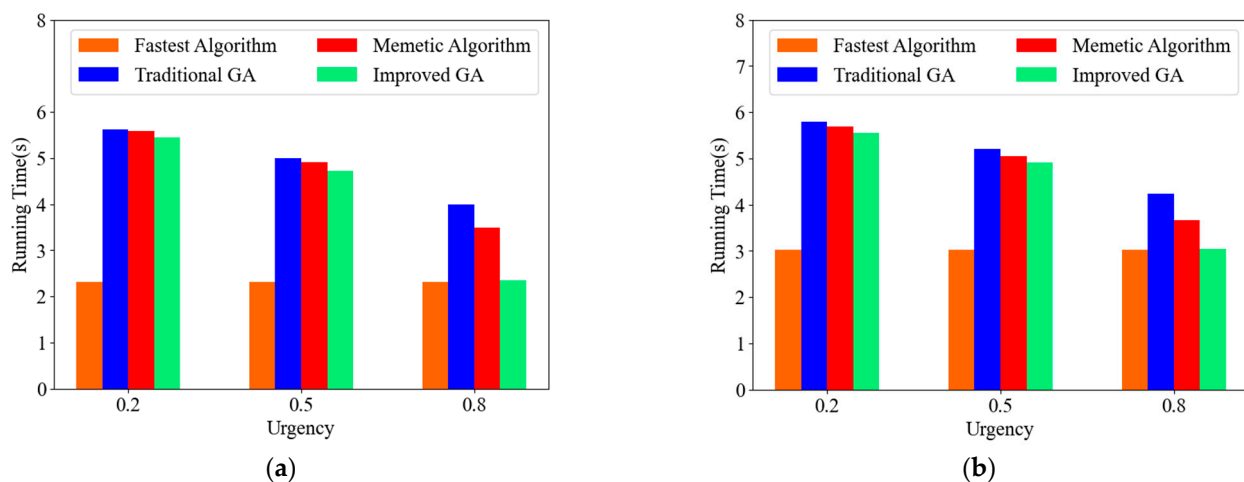 8
7
6
5
4
3
2
1
0
Running Time(s)
Fastest Algorithm
Traditional GA
Memetic Algorithm
Improved GA
0.2 0.5 0.8
Urgency
(a)
8
7
6
5
4
3
2
1
0
Running Time(s)
Fastest Algorithm
Traditional GA
Memetic Algorithm
Improved GA
0.2 0.5 0.8
Urgency
(b)